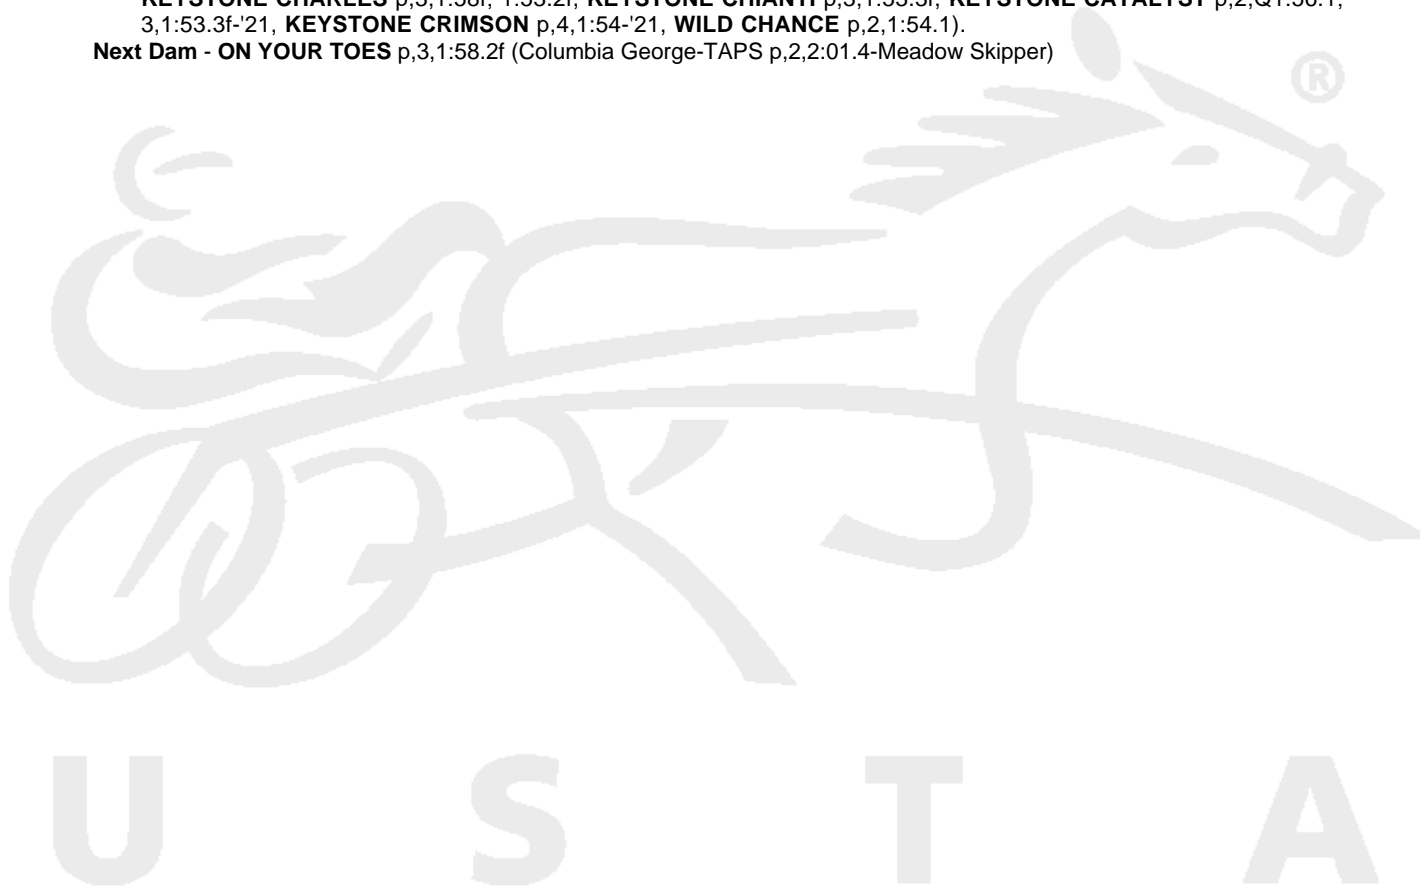 KEYSTONE CHARLES p,3,1:58f, 1:53.2f, KEYSTONE CHIANTI p,3,1:53.3f, KEYSTONE CATALYST p,2,Q1:56.1;
3,1:53.3f-'21, KEYSTONE CRIMSON p,4,1:54-'21, WILD CHANCE p,2,1:54.1).
Next Dam - ON YOUR TOES p,3,1:58.2f (Columbia George-TAPS p,2,2:01.4-Meadow Skipper)
®
U S T A